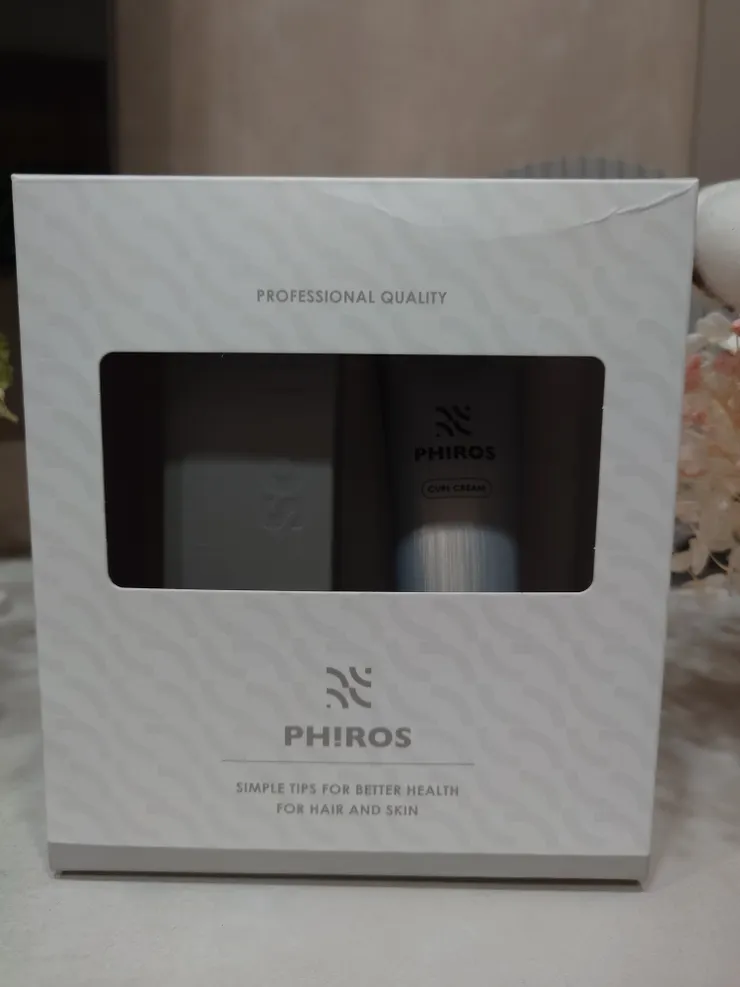 PROFESSIONAL QUALITY
PHIROS
CURL CREAM
PH!ROS
SIMPLE TIPS FOR BETTER HEALTH
FOR HAIR AND SKIN